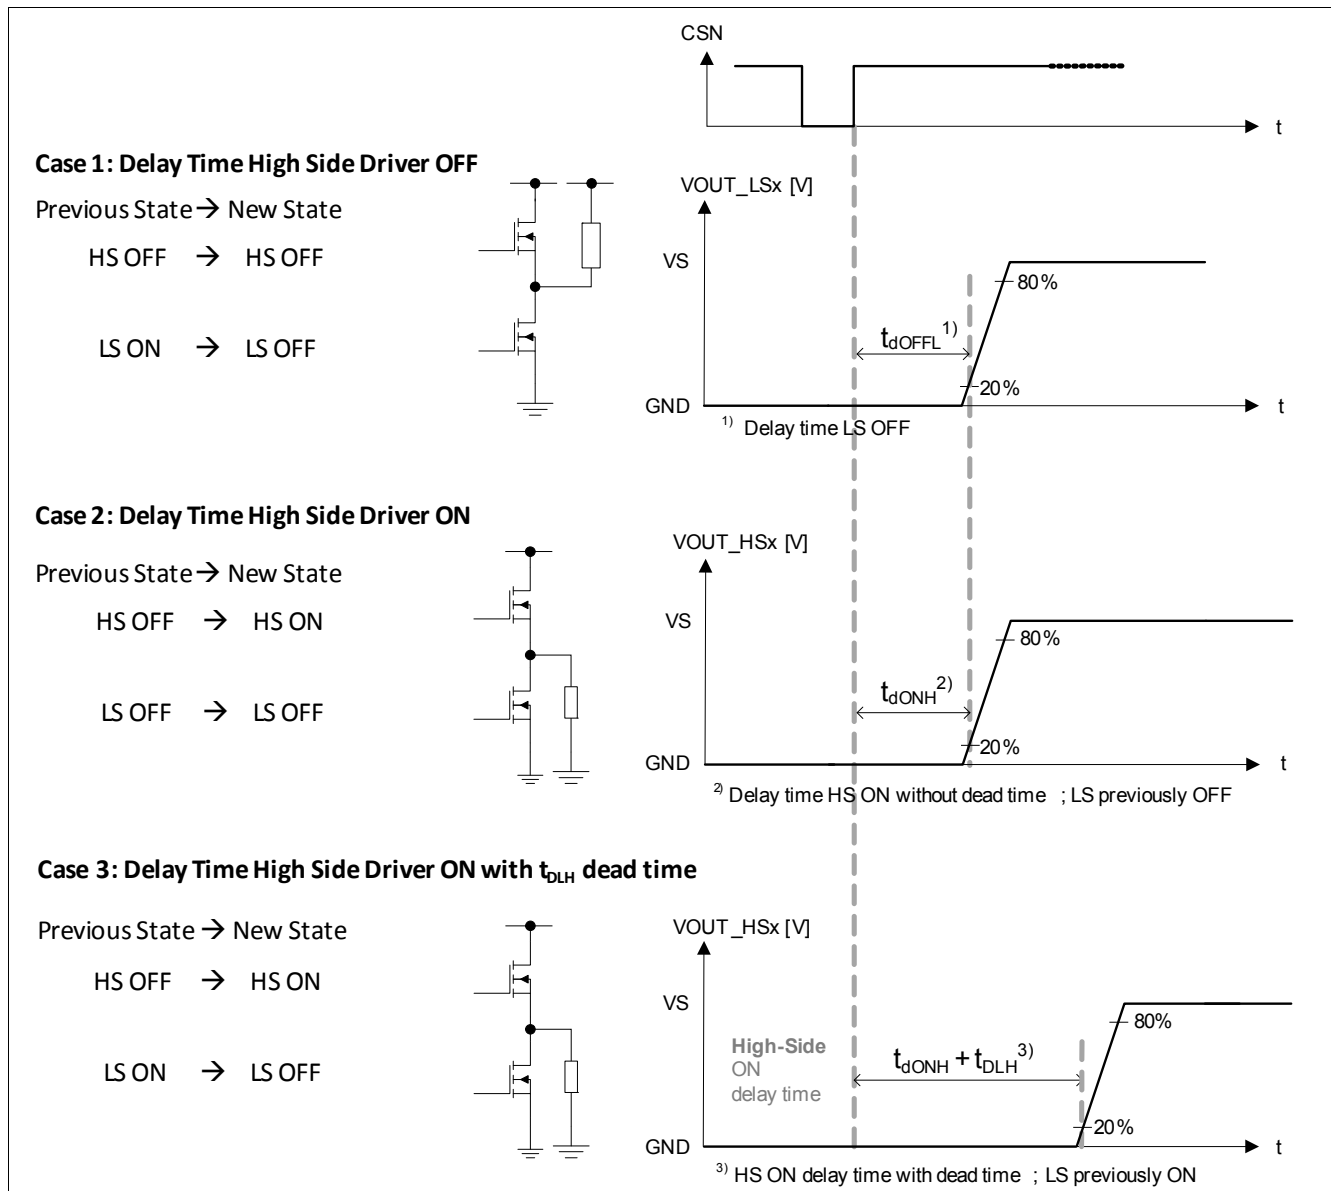 CSN
t
Case 1: Delay Time High Side Driver OFF
Previous State → New State
HS OFF → HS OFF
LS ON → LS OFF
VOUT_LSx [V]
VS
80%
tdOFFL1)
20%
GND
t
1) Delay time LS OFF
Case 2: Delay Time High Side Driver ON
Previous State → New State
HS OFF → HS ON
LS OFF → LS OFF
VOUT_HSx [V]
VS
80%
tdONH2)
20%
GND
t
2) Delay time HS ON without dead time ; LS previously OFF
Case 3: Delay Time High Side Driver ON with tDLH dead time
Previous State → New State
HS OFF → HS ON
LS ON → LS OFF
VOUT_HSx [V]
VS
80%
High-Side
ON
delay time
tdONH + tDLH3)
20%
GND
t
3) HS ON delay time with dead time ; LS previously ON